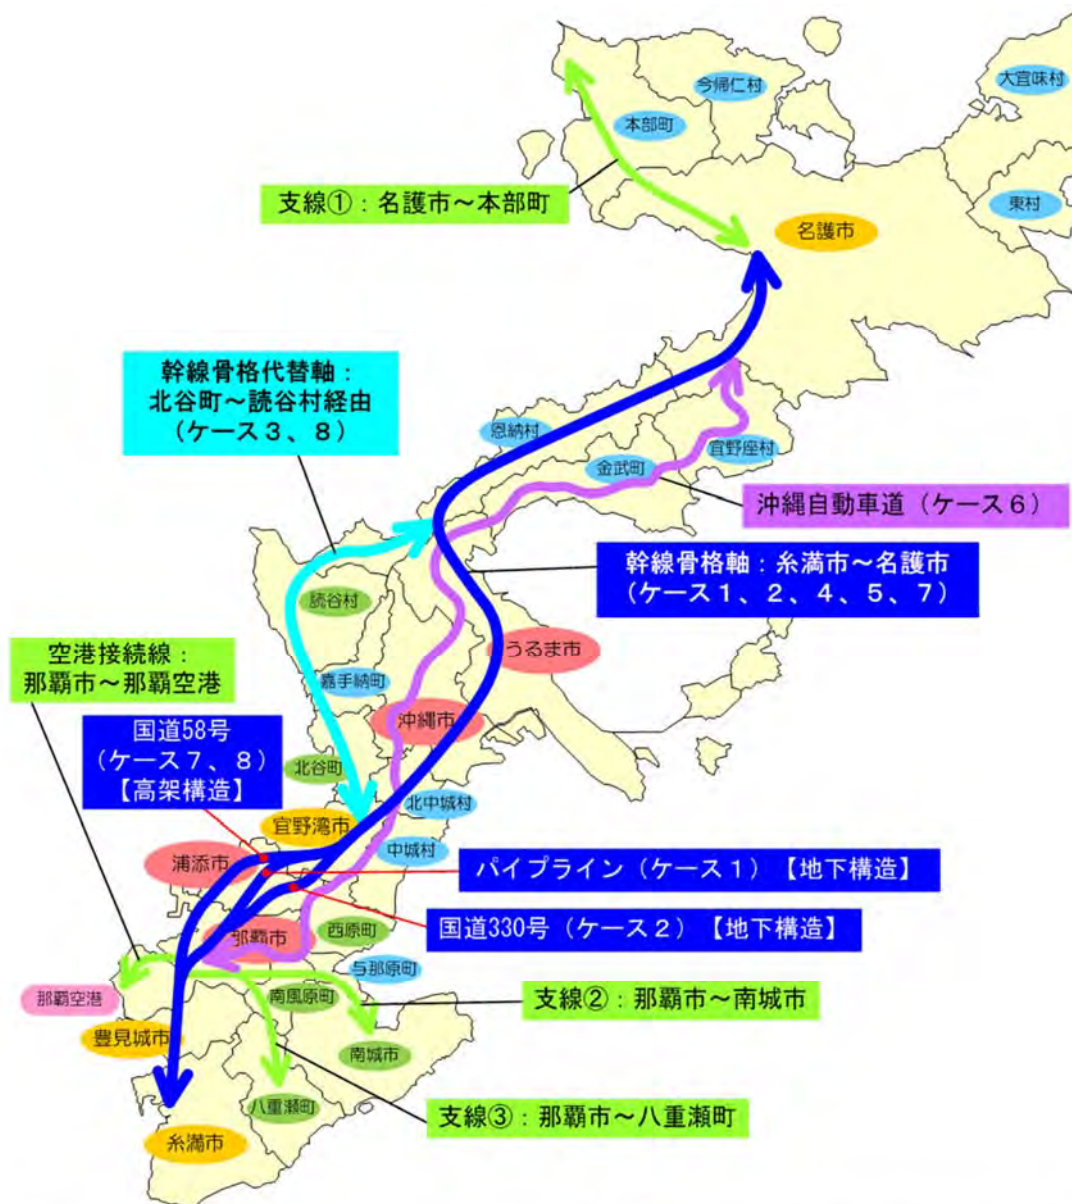 今帰仁村
大宜味村
本部町
支線①：名護市～本部町
東村
名護市
幹線骨格代替軸：
北谷町～読谷村経由
（ケース３、８）
恩納村
宜野座村
金武町
沖縄自動車道（ケース６）
幹線骨格軸：糸満市～名護市
（ケース１、２、４、５、７）
読谷村
うるま市
空港接続線：
那覇市～那覇空港
嘉手納町
沖縄市
国道58号
（ケース７、８）
【高架構造】
北谷町
北中城村
宜野湾市
中城村
浦添市
パイプライン（ケース１）【地下構造】
国道330号（ケース２）【地下構造】
西原町
那覇市
与那原町
那覇空港
南風原町
支線②：那覇市～南城市
豊見城市
南城市
八重瀬町
支線③：那覇市～八重瀬町
糸満市